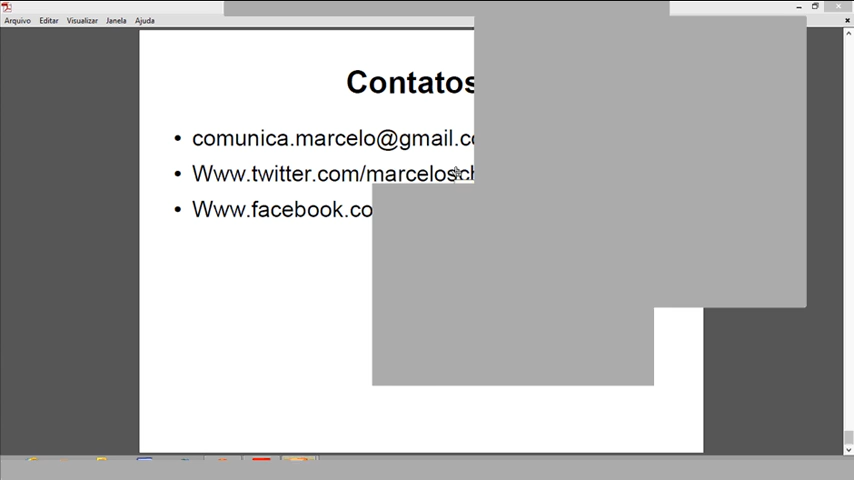 Arquivo Editar Visualizar Janela Ajuda
Contatos
• comunica.marcelo@gmail.co
• Www.twitter.com/marcelosch
• Www.facebook.co